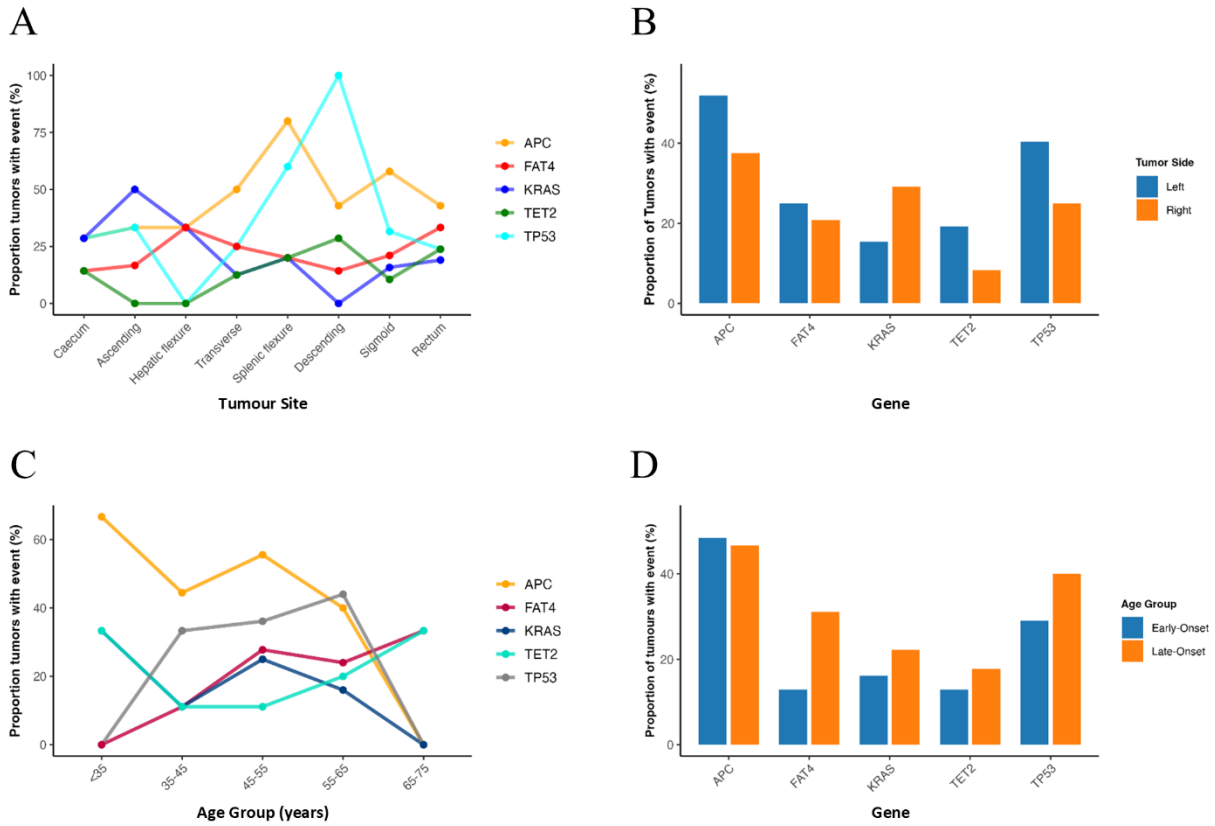 A
Proportion tumors with event (%)
100
75
50
25
0
Caecum
Ascending
Hepatic flexure
Transverse
Splenic flexure
Descending
Sigmoid
Rectum
Tumour Site
APC
FAT4
KRAS
TET2
TP53
B
Proportion of Tumors with event (%)
40
20
0
APC
FAT4
KRAS
TET2
TP53
Gene
Tumor Side
Left
Right
C
Proportion tumors with event (%)
60
40
20
0
<35
35-45
45-55
55-65
65-75
Age Group (years)
APC
FAT4
KRAS
TET2
TP53
D
Proportion of tumours with event (%)
40
20
0
APC
FAT4
KRAS
TET2
TP53
Gene
Age Group
Early-Onset
Late-Onset